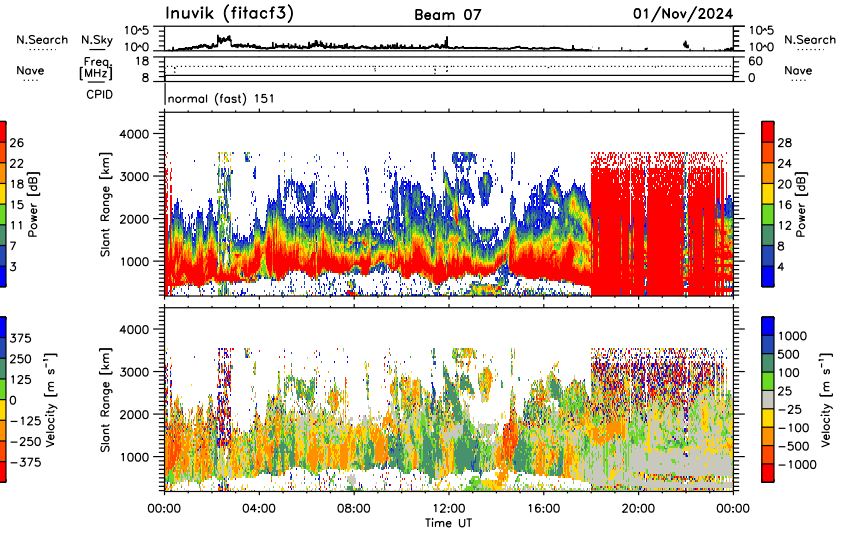 Inuvik (fitacf3) Beam 07 01/Nov/2024
N.Search N.Sky 10^5 10^0 10^5 10^0 N.Search
Nave Freq. [MHz] 18 8 60 0 Nave
CPID normal (fast) 151
Slant Range [km] 4000 3000 2000 1000
Power [dB] 26 22 18 15 11 7 3
Power [dB] 28 24 20 16 12 8 4
Slant Range [km] 4000 3000 2000 1000
Velocity [m s⁻¹] 375 250 125 0 −125 −250 −375
Velocity [m s⁻¹] 1000 500 100 25 −25 −100 −500 −1000
00:00 04:00 08:00 12:00 16:00 20:00 00:00
Time UT